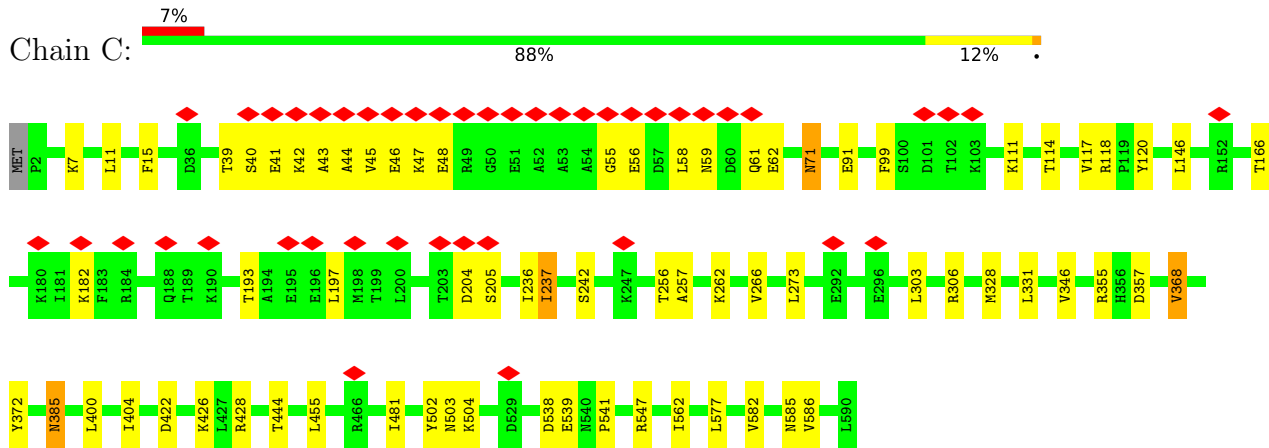 7%
Chain C:
88% 12% •
MET P2 K7 L11 F15 D36 T39 S40 E41 K42 A43 A44 V45 E46 K47 E48 R49 G50 E51 A52 A53 A54 G55 E56 D57 L58 N59 D60 Q61 E62 N71 E91 F99 S100 D101 T102 K103 K111 T114 V117 R118 P119 Y120 L146 R152 T166
K180 I181 K182 F183 R184 Q188 T189 K190 T193 A194 E195 E196 L197 M198 T199 L200 T203 D204 S205 I236 I237 S242 K247 T256 A257 K262 V266 L273 E292 E296 L303 R306 M328 L331 V346 R355 H356 D357 V368
Y372 N385 L400 I404 D422 K426 L427 R428 T444 L455 R466 I481 Y502 N503 K504 D529 D538 E539 N540 P541 R547 I562 L577 V582 N585 V586 L590